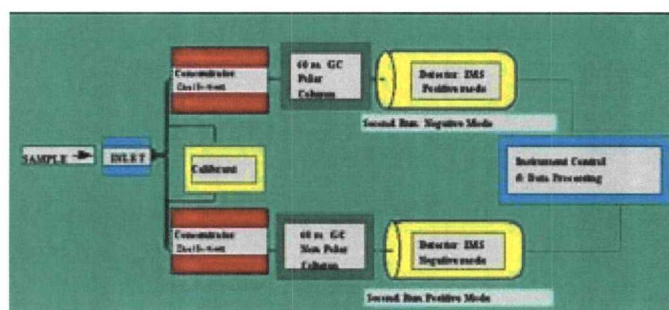 Concentrator
60 m GC
Polar
Column
Detector IMS
Positive mode
Second Run Negative Mode
SAMPLE
INLET
Calibrant
Instrument Control
& Data Processing
Concentrator
60 m GC
Non Polar
Column
Detector IMS
Negative mode
Second Run Positive Mode